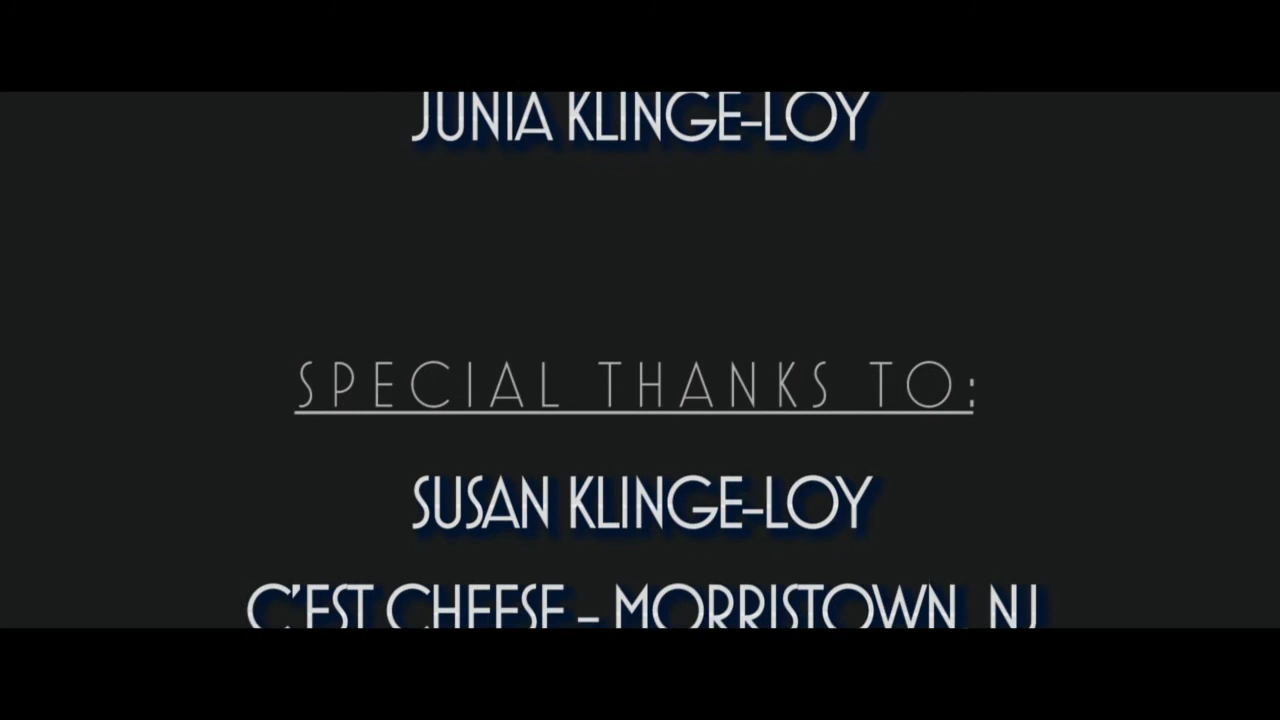 JUNIA KLINGE-LOY
SPECIAL THANKS TO:
SUSAN KLINGE-LOY
C'EST CHEESE - MORRISTOWN, NJ